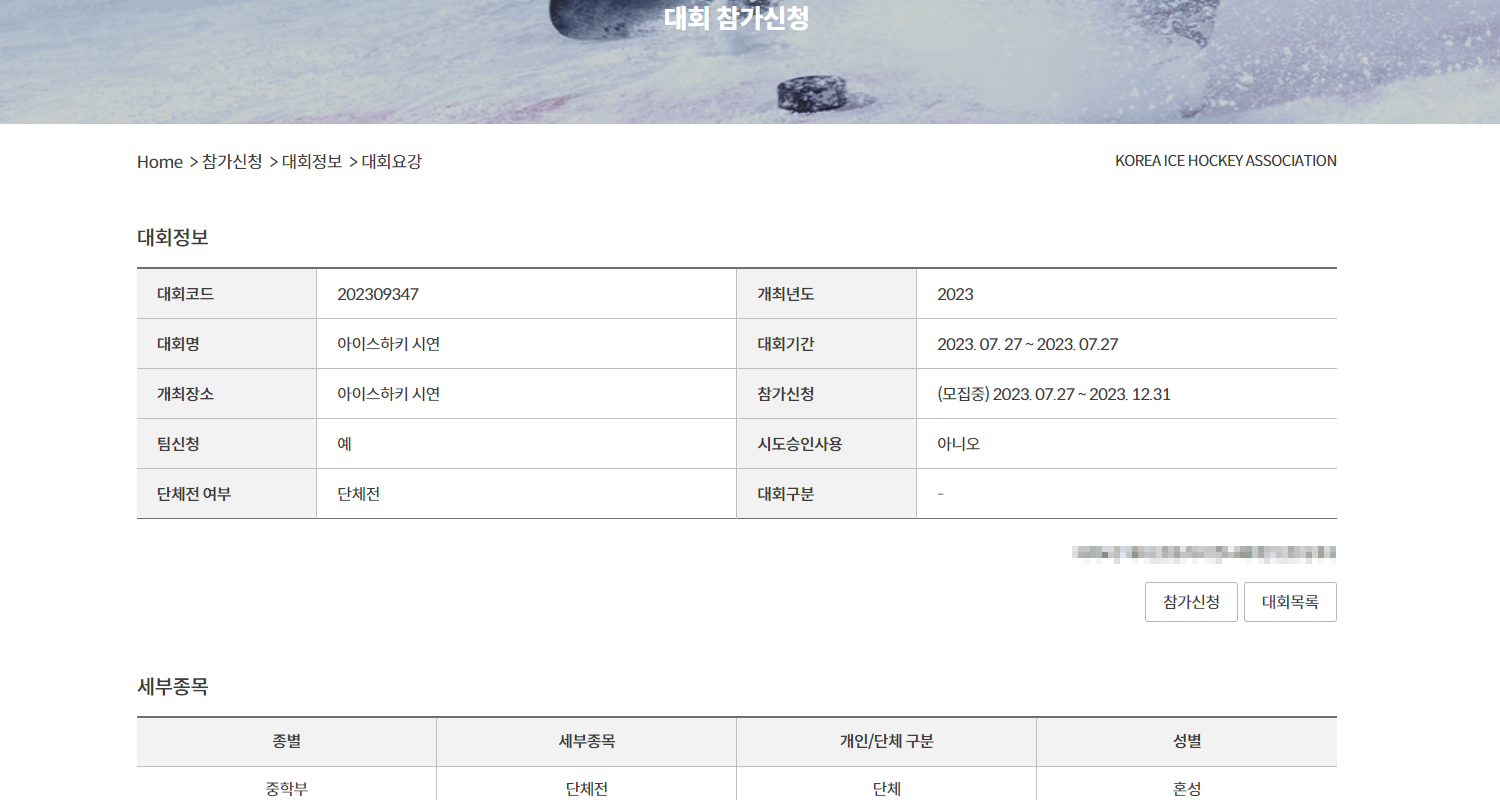 대회 참가신청
Home > 참가신청 > 대회정보 > 대회요강
KOREA ICE HOCKEY ASSOCIATION
대회정보
대회코드 202309347 개최년도 2023
대회명 아이스하키 시연 대회기간 2023. 07. 27 ~ 2023. 07.27
개최장소 아이스하키 시연 참가신청 (모집중) 2023. 07.27 ~ 2023. 12.31
팀신청 예 시도승인사용 아니오
단체전 여부 단체전 대회구분 -
참가신청 대회목록
세부종목
종별 세부종목 개인/단체 구분 성별
중학부 단체전 단체 혼성